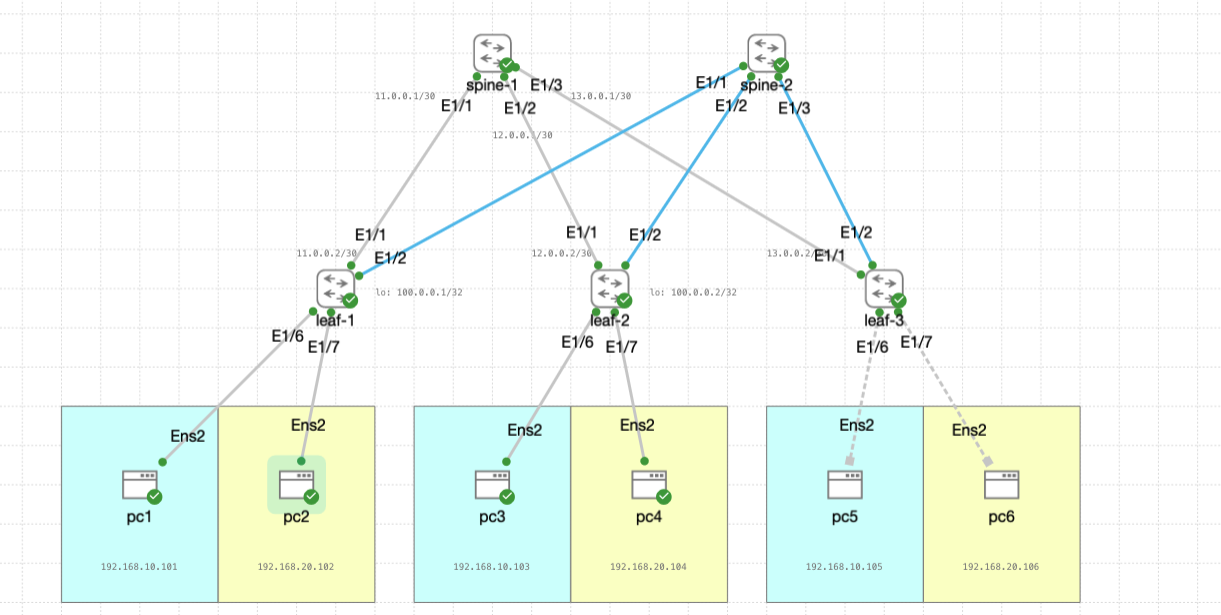 spine-1
spine-2
E1/3
E1/1
11.0.0.1/30
13.0.0.1/30
E1/1
E1/2
E1/2
E1/3
12.0.0.1/30
E1/1
E1/1
E1/2
E1/2
11.0.0.2/30
E1/2
12.0.0.2/30
13.0.0.2/30
E1/1
lo: 100.0.0.1/32
lo: 100.0.0.2/32
leaf-1
leaf-2
leaf-3
E1/6
E1/7
E1/6
E1/7
E1/6
E1/7
Ens2
Ens2
Ens2
Ens2
Ens2
Ens2
pc1
pc2
pc3
pc4
pc5
pc6
192.168.10.101
192.168.20.102
192.168.10.103
192.168.20.104
192.168.10.105
192.168.20.106